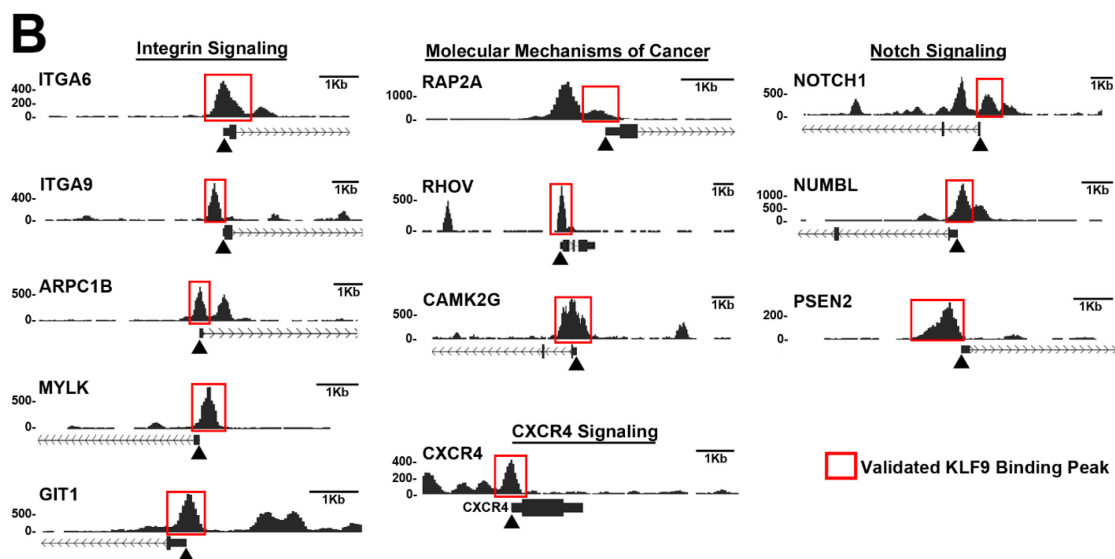 B
Integrin Signaling
ITGA6
400-
200-
0-
1Kb
ITGA9
400-
0-
1Kb
ARPC1B
500-
0-
1Kb
MYLK
500-
0-
1Kb
GIT1
500-
0-
1Kb
Molecular Mechanisms of Cancer
RAP2A
1000-
0-
1Kb
RHOV
500-
0-
1Kb
CAMK2G
500-
0-
1Kb
CXCR4 Signaling
CXCR4
400-
200-
0-
1Kb
CXCR4
Notch Signaling
NOTCH1
500-
0-
1Kb
NUMBL
1000-
500-
0-
1Kb
PSEN2
200-
0-
1Kb
Validated KLF9 Binding Peak